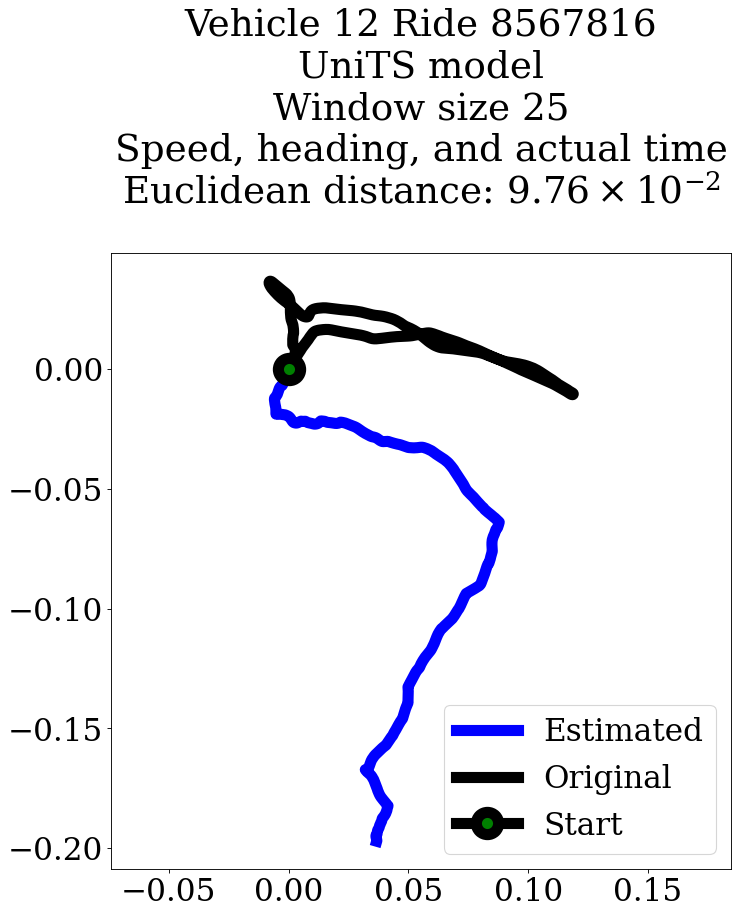 Vehicle 12 Ride 8567816
UniTS model
Window size 25
Speed, heading, and actual time
Euclidean distance: 9.76 × 10⁻²
0.00
−0.05
−0.10
−0.15
−0.20
Estimated
Original
Start
−0.05 0.00 0.05 0.10 0.15